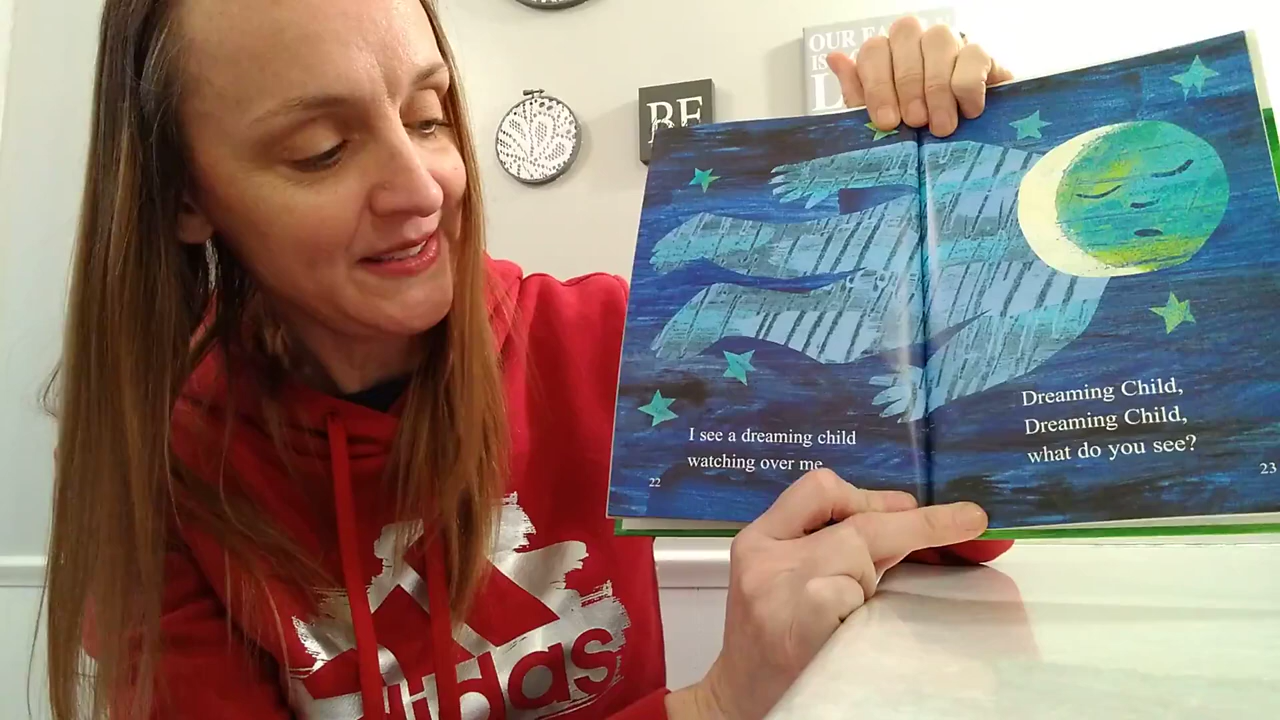 OUR FA
IS
L
BE
I see a dreaming child
watching over me
22
Dreaming Child,
Dreaming Child,
what do you see?
23
adidas